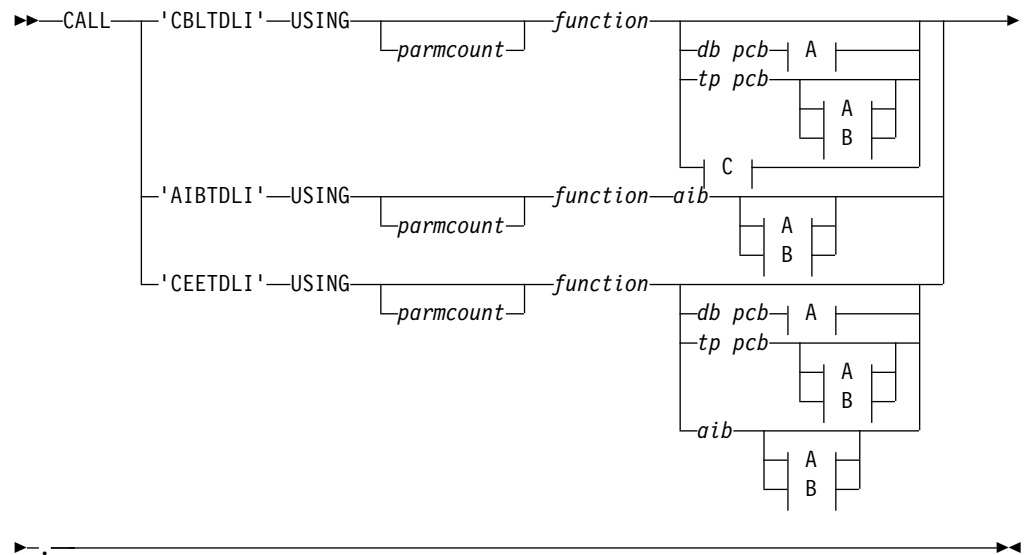 CALL 'CBLTDLI' USING function
parmcount
db pcb A
tp pcb
A
B
C
'AIBTDLI' USING function aib
parmcount
A
B
'CEETDLI' USING function
parmcount
db pcb A
tp pcb
A
B
aib
A
B
.